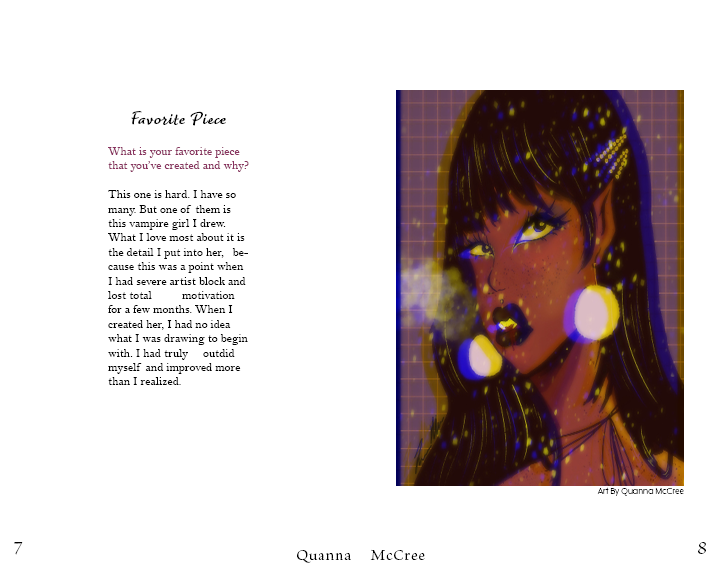 Favorite Piece
What is your favorite piece
that you've created and why?
This one is hard. I have so
many. But one of them is
this vampire girl I drew.
What I love most about it is
the detail I put into her, be-
cause this was a point when
I had severe artist block and
lost total motivation
for a few months. When I
created her, I had no idea
what I was drawing to begin
with. I had truly outdid
myself and improved more
than I realized.
Art By Quanna McCree
7
Quanna McCree
8